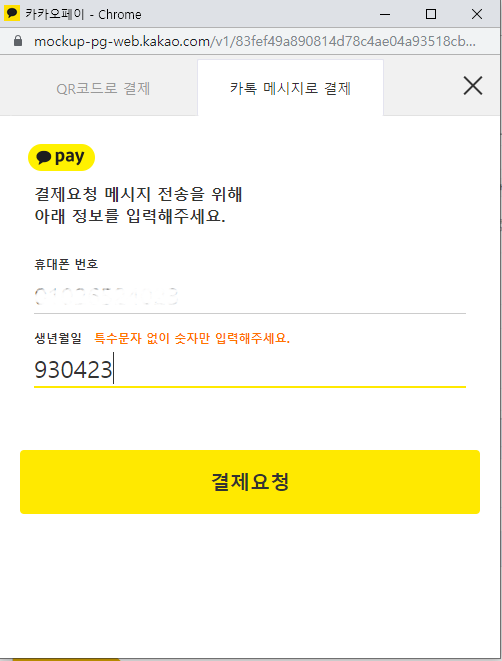 카카오페이 - Chrome
mockup-pg-web.kakao.com/v1/83fef49a890814d78c4ae04a93518cb...
QR코드로 결제
카톡 메시지로 결제
pay
결제요청 메시지 전송을 위해
아래 정보를 입력해주세요.
휴대폰 번호
생년월일 특수문자 없이 숫자만 입력해주세요.
930423
결제요청